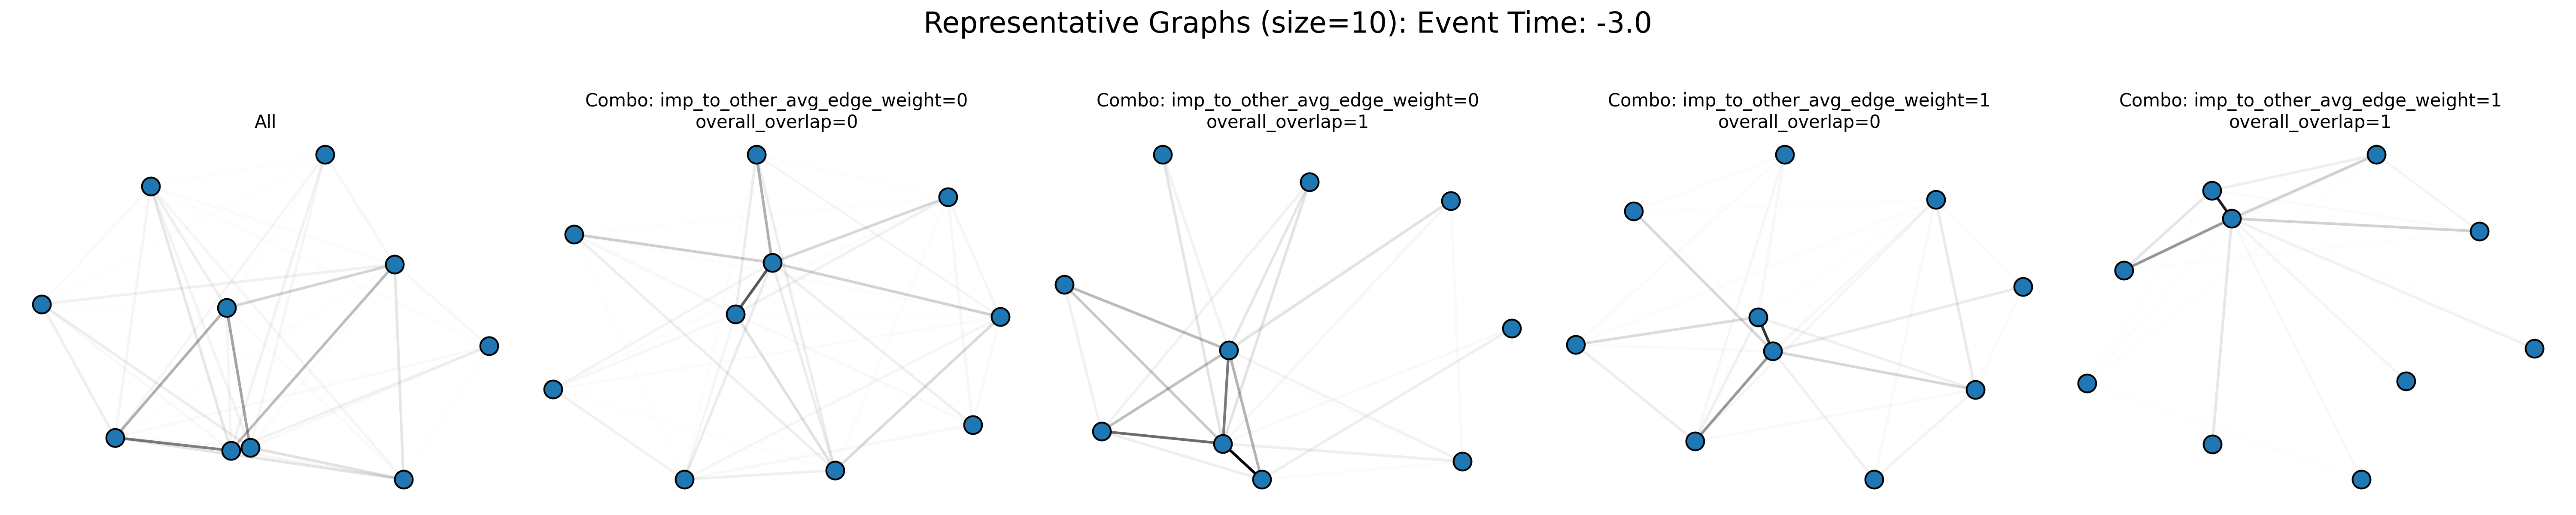 Representative Graphs (size=10): Event Time: -3.0
All
Combo: imp_to_other_avg_edge_weight=0
overall_overlap=0
Combo: imp_to_other_avg_edge_weight=0
overall_overlap=1
Combo: imp_to_other_avg_edge_weight=1
overall_overlap=0
Combo: imp_to_other_avg_edge_weight=1
overall_overlap=1